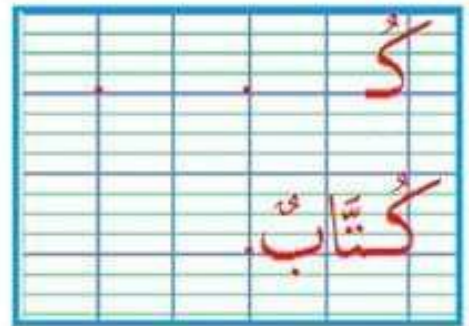 كُ . .
كُتَّابٌ .